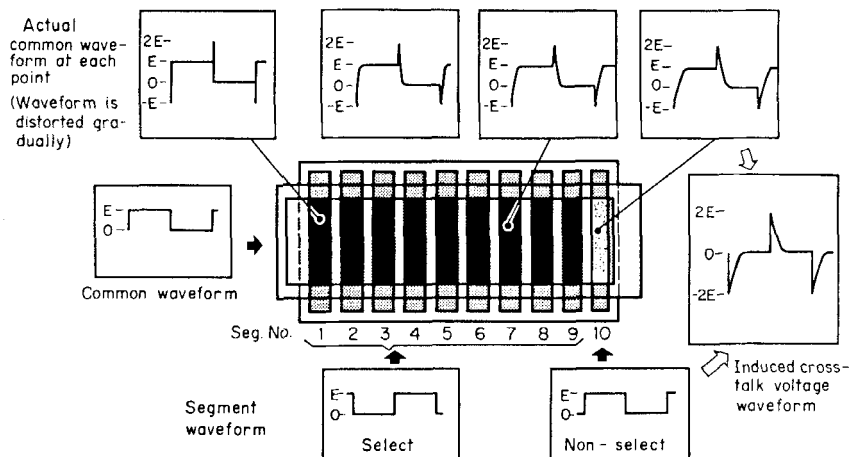 Actual
common wave-
form at each
point
(Waveform is
distorted gra-
dually)
2E-
E-
O-
-E-
2E-
E-
O-
-E-
2E-
E-
O-
-E-
2E-
E-
O-
-E-
E-
O-
Common waveform
2E-
O-
-2E-
Seg. No. 1 2 3 4 5 6 7 8 9 10
Induced cross-
talk voltage
waveform
Segment
waveform
E-
O-
Select
E-
O-
Non - select